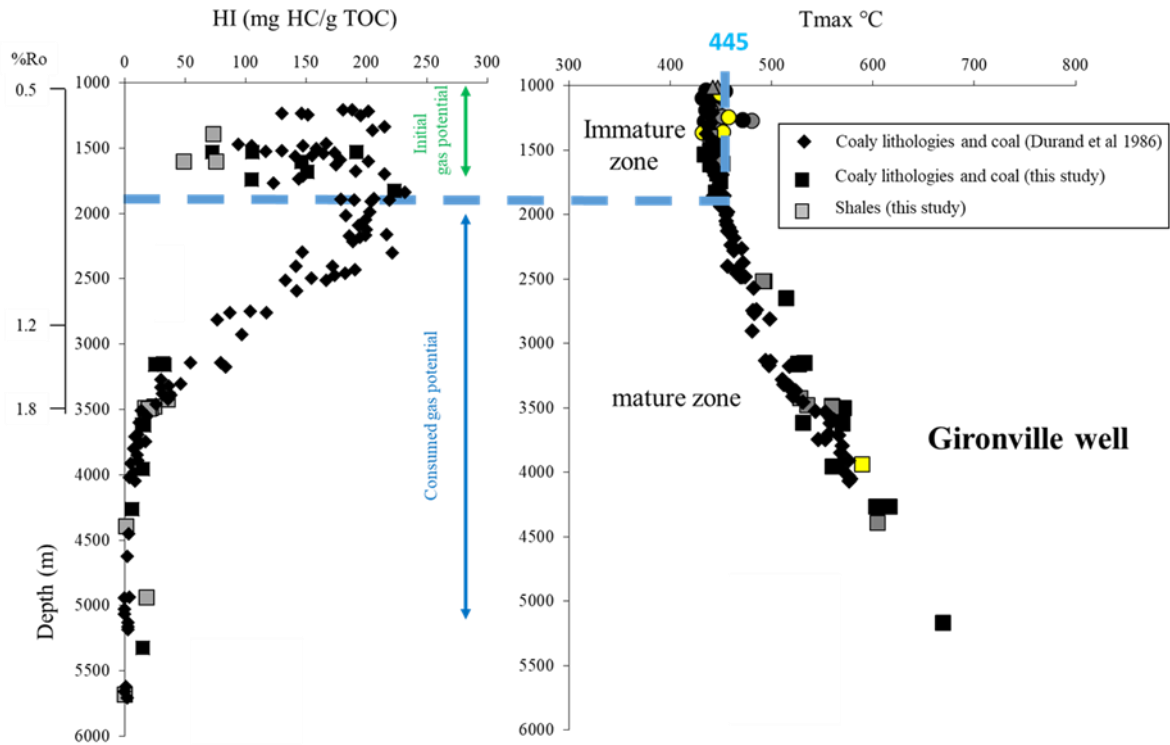 HI (mg HC/g TOC)
Tmax °C
%Ro
0 50 100 150 200 250 300
445
300 400 500 600 700 800
0.5
1.2
1.8
Depth (m)
1000
1500
2000
2500
3000
3500
4000
4500
5000
5500
6000
Initial
gas potential
Consumed gas potential
1000
1500
2000
2500
3000
3500
4000
4500
5000
5500
6000
Immature
zone
mature zone
Coaly lithologies and coal (Durand et al 1986)
Coaly lithologies and coal (this study)
Shales (this study)
Gironville well